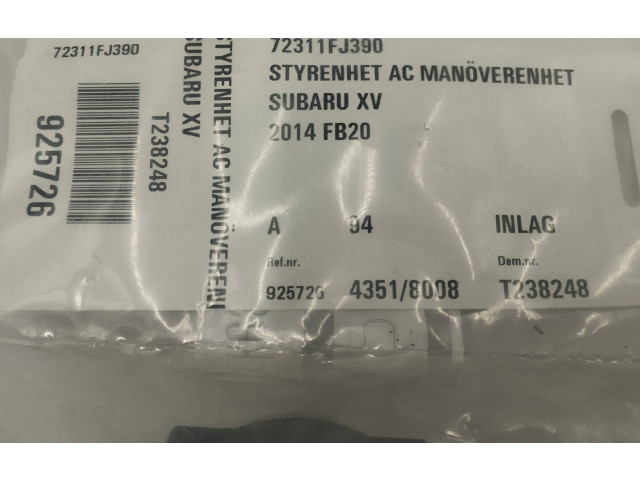 72311FJ390
925726
T238248
SUBARU XV
STYRENHET AC MANÖVERENI
72311FJ390
STYRENHET AC MANÖVERENHET
SUBARU XV
2014 FB20
A 94 INLAG
Ref.nr. Dem.nr.
925726 4351/8008 T238248